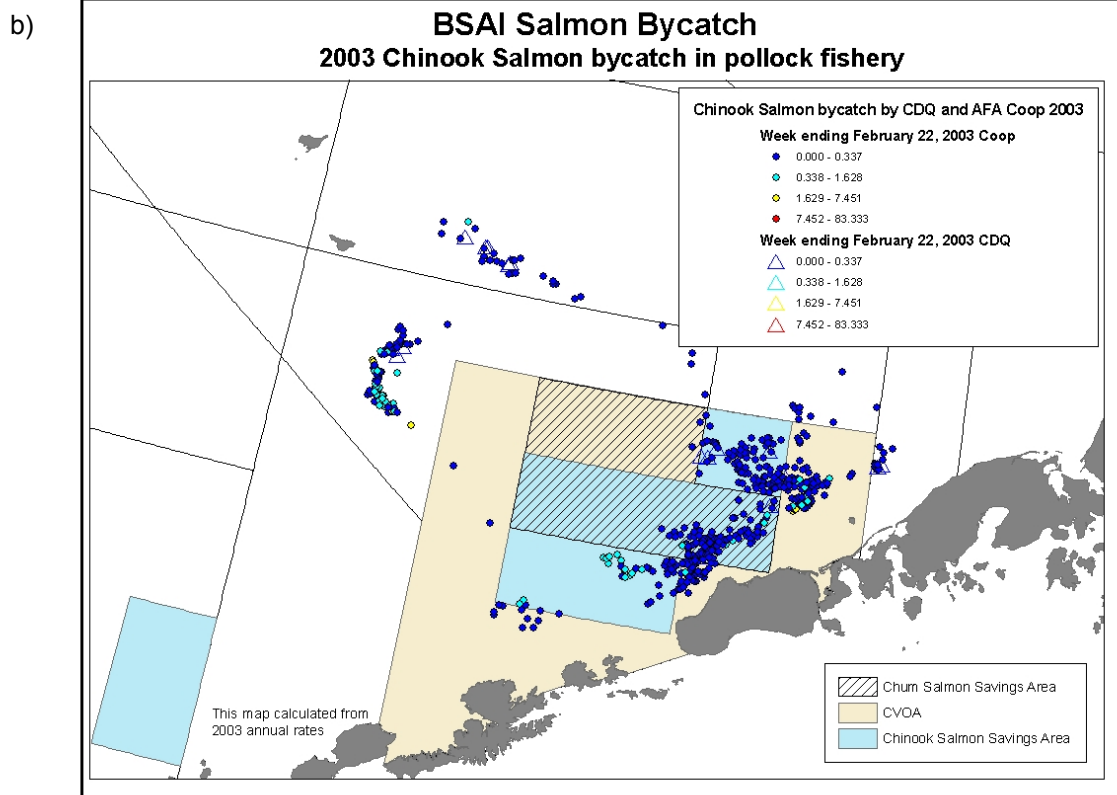 b)
BSAI Salmon Bycatch
2003 Chinook Salmon bycatch in pollock fishery
Chinook Salmon bycatch by CDQ and AFA Coop 2003
Week ending February 22, 2003 Coop
0.000 - 0.337
0.338 - 1.628
1.629 - 7.451
7.452 - 83.333
Week ending February 22, 2003 CDQ
0.000 - 0.337
0.338 - 1.628
1.629 - 7.451
7.452 - 83.333
This map calculated from
2003 annual rates
Chum Salmon Savings Area
CVOA
Chinook Salmon Savings Area